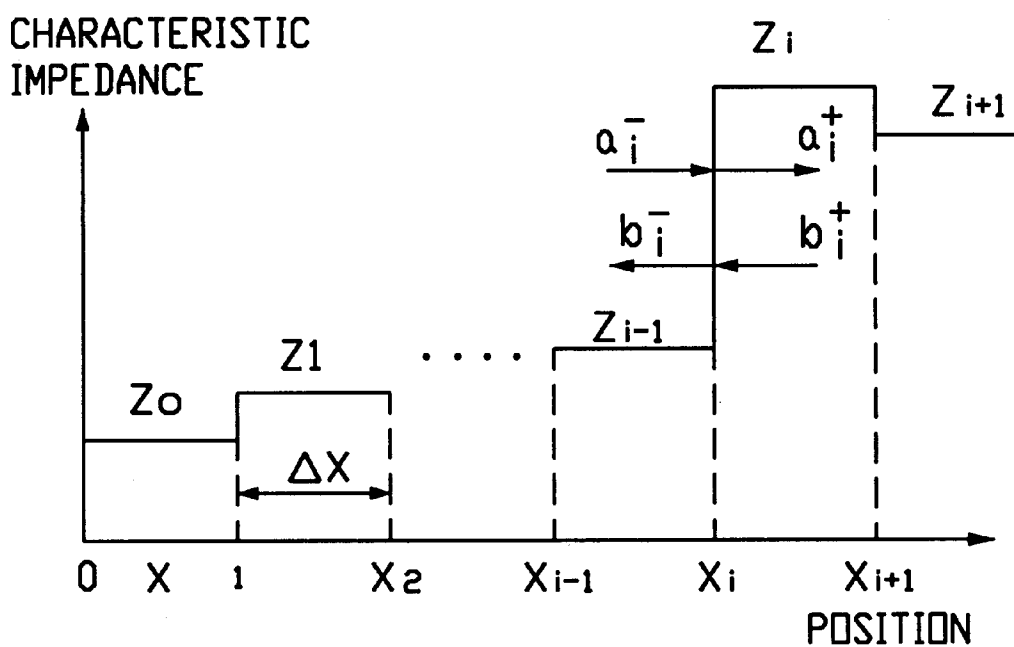 CHARACTERISTIC
IMPEDANCE
Zi
Zi+1
ai− ai+
bi− bi+
Zi−1
Z1
Zo
ΔX
0 X 1 X2 Xi−1 Xi Xi+1
POSITION